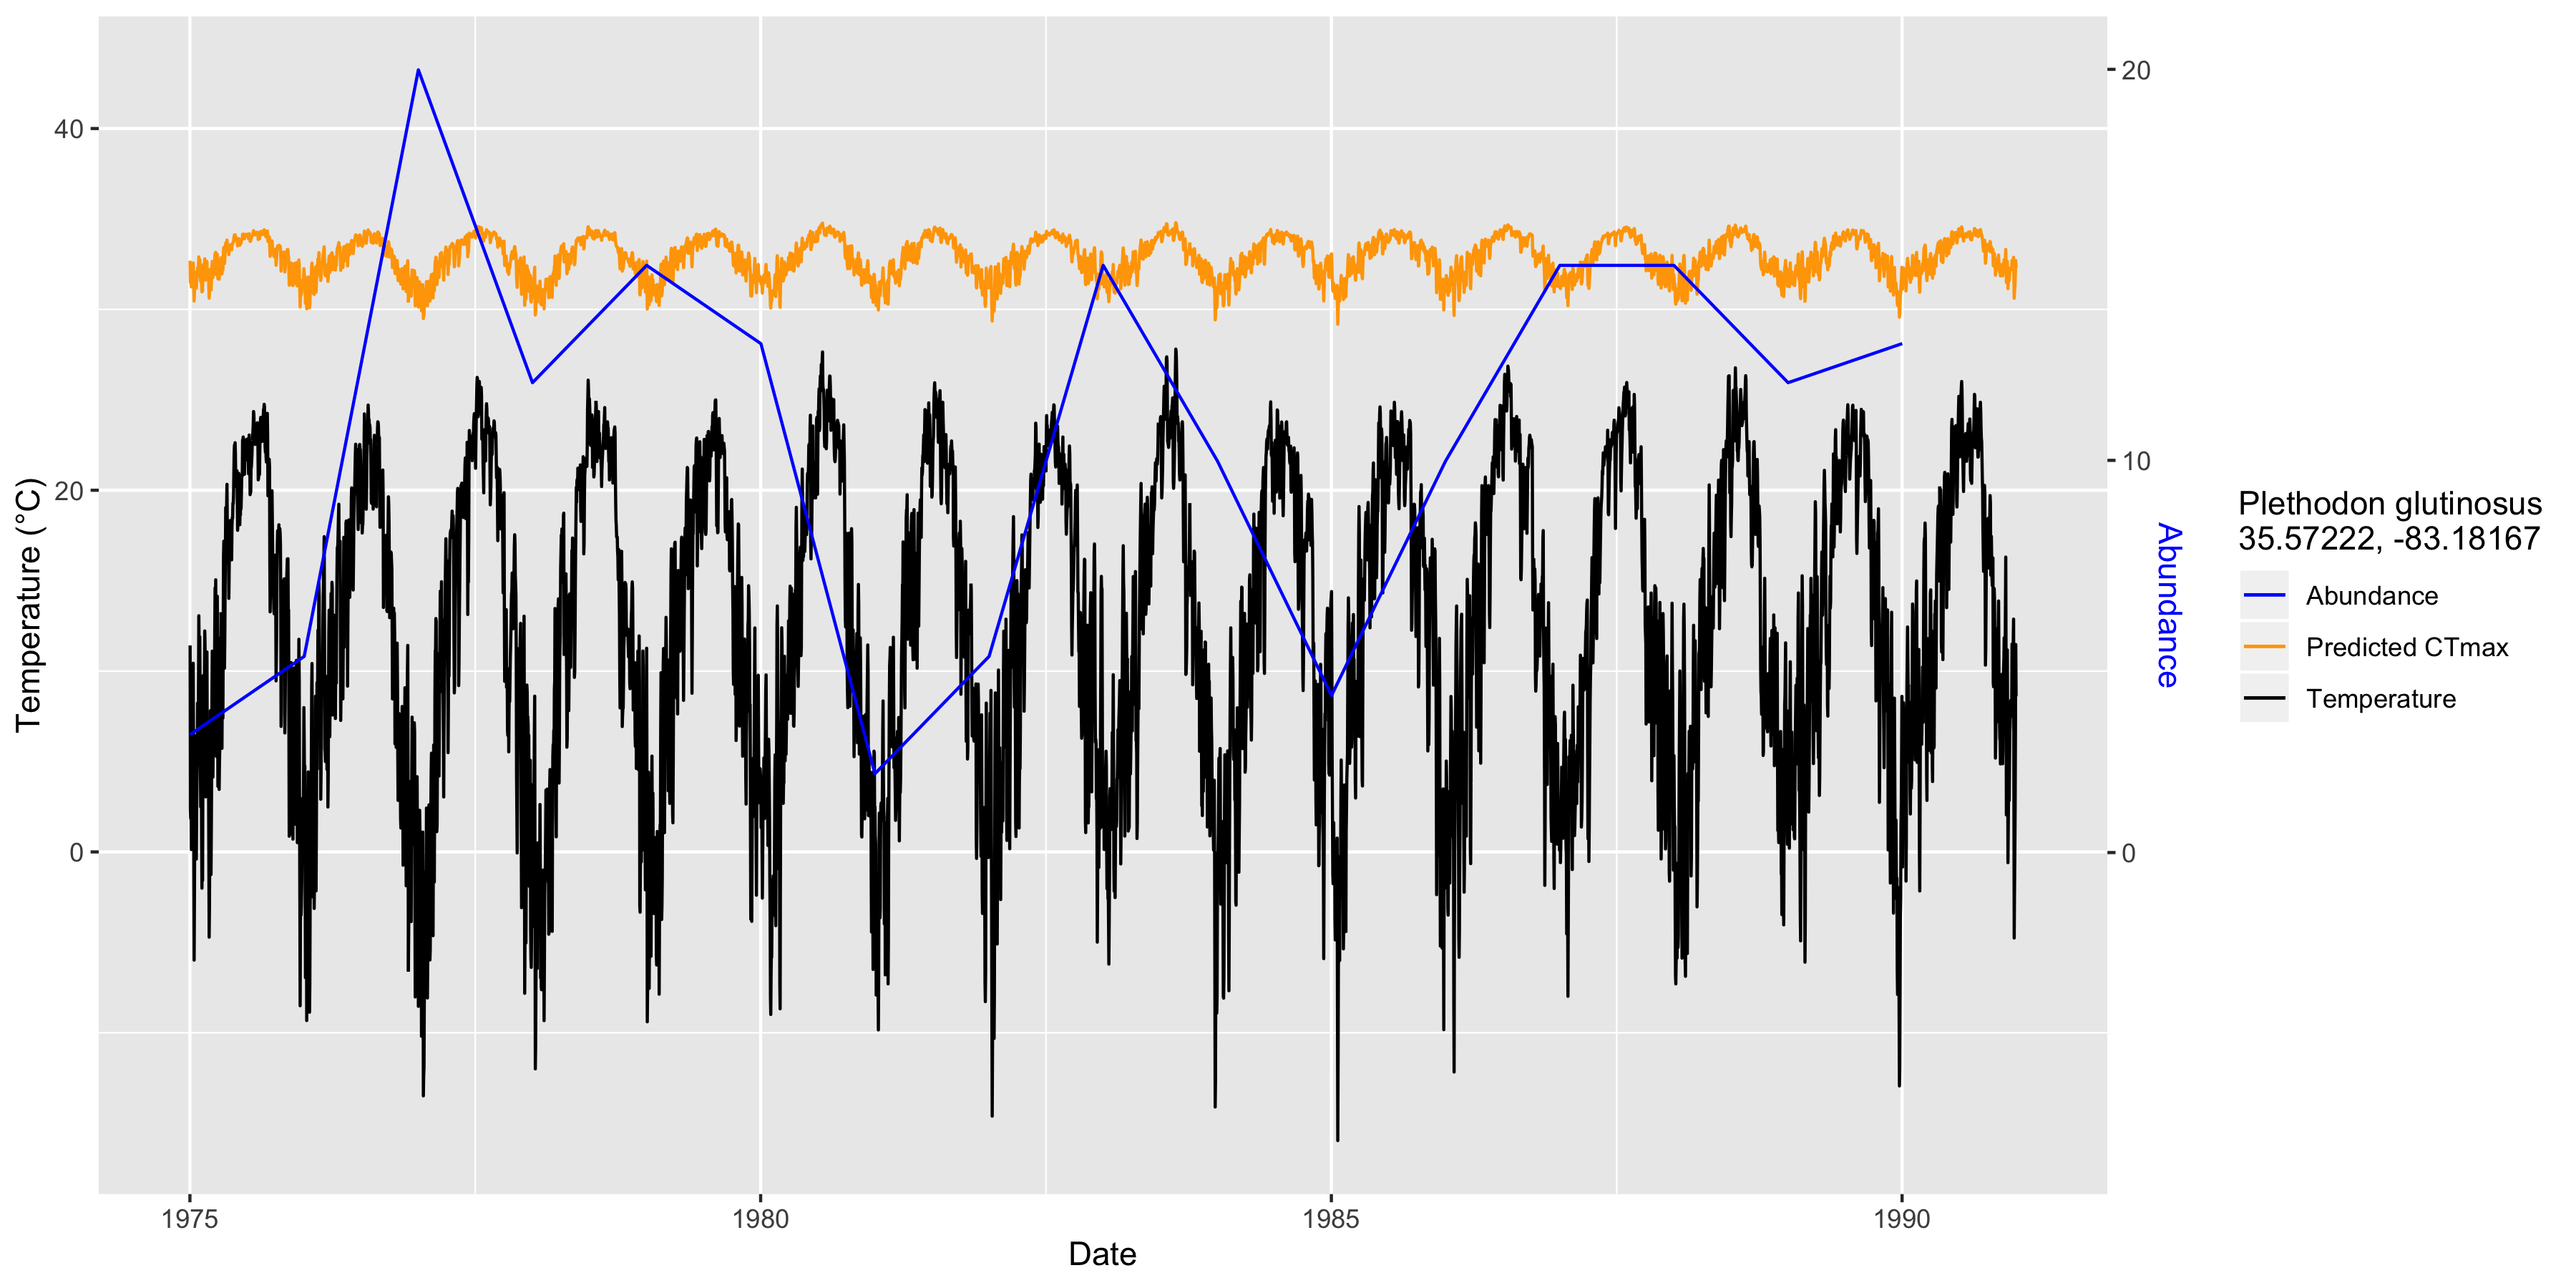 40
20
0
Temperature (°C)
1975
1980
1985
1990
Date
20
10
0
Abundance
Plethodon glutinosus
35.57222, -83.18167
Abundance
Predicted CTmax
Temperature